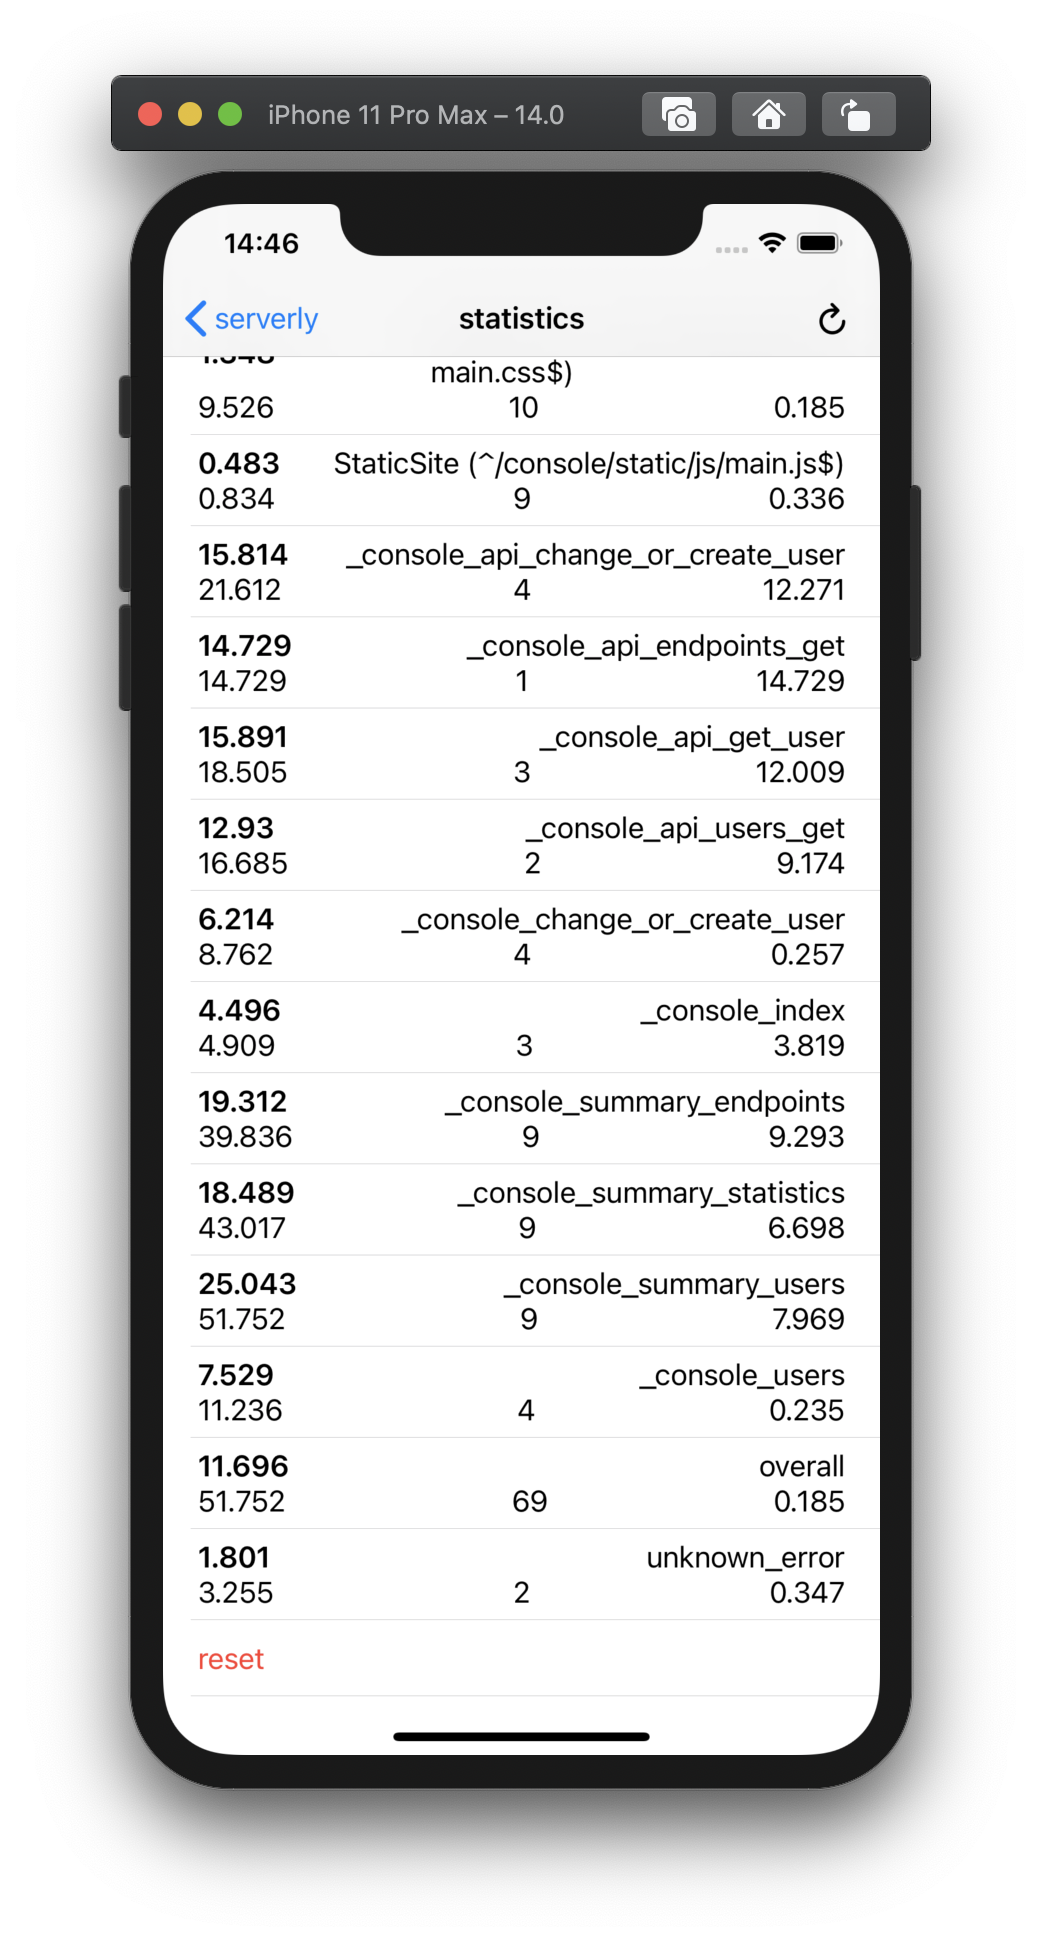 iPhone 11 Pro Max – 14.0
14:46
serverly statistics
main.css$)
9.526 10 0.185
0.483 StaticSite (^/console/static/js/main.js$)
0.834 9 0.336
15.814 _console_api_change_or_create_user
21.612 4 12.271
14.729 _console_api_endpoints_get
14.729 1 14.729
15.891 _console_api_get_user
18.505 3 12.009
12.93 _console_api_users_get
16.685 2 9.174
6.214 _console_change_or_create_user
8.762 4 0.257
4.496 _console_index
4.909 3 3.819
19.312 _console_summary_endpoints
39.836 9 9.293
18.489 _console_summary_statistics
43.017 9 6.698
25.043 _console_summary_users
51.752 9 7.969
7.529 _console_users
11.236 4 0.235
11.696 overall
51.752 69 0.185
1.801 unknown_error
3.255 2 0.347
reset